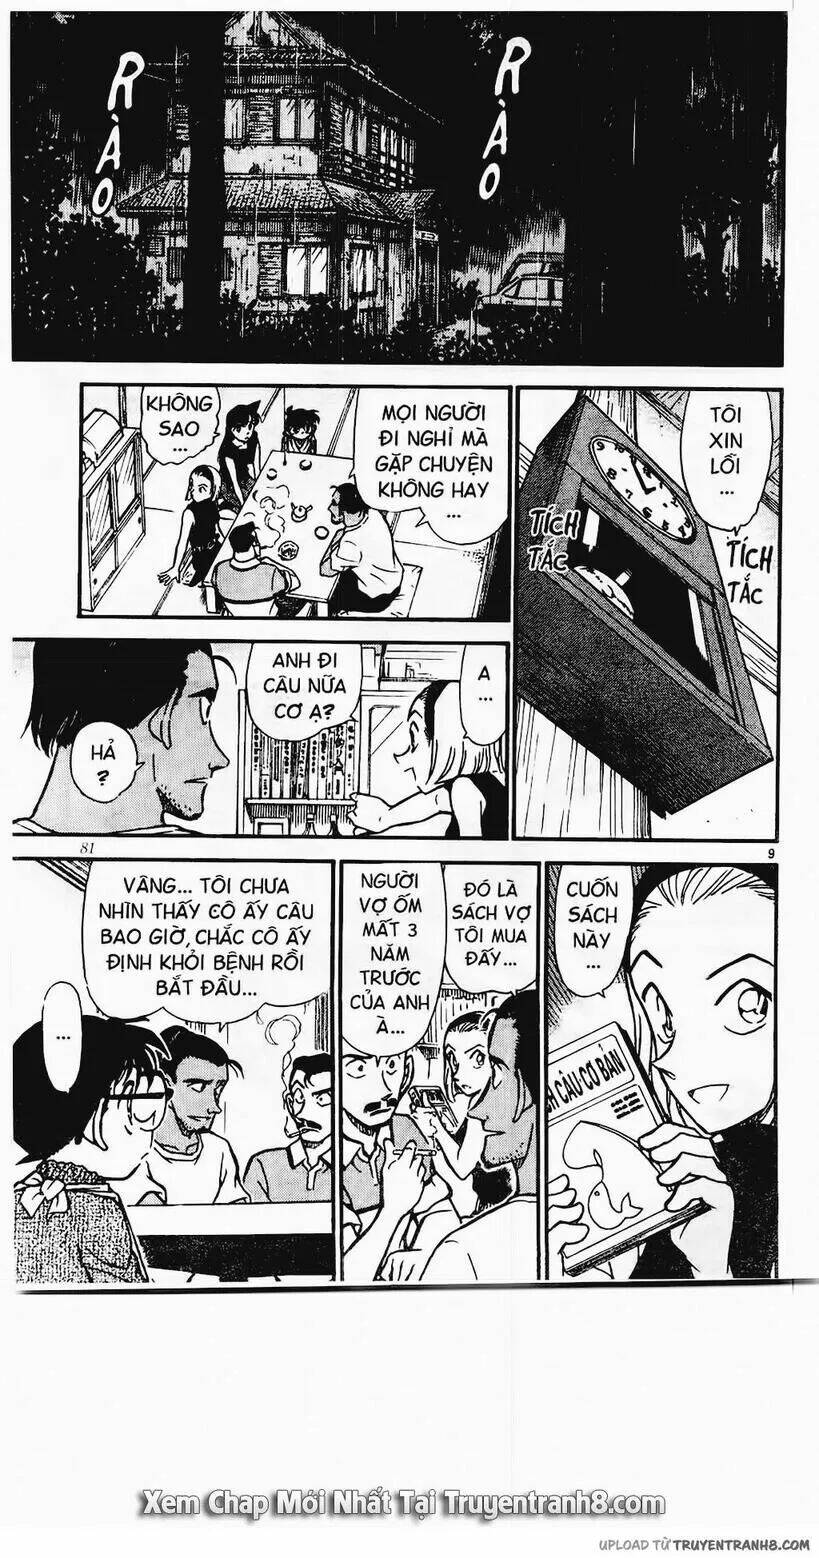 RÀO
RÀO
TÔI
XIN
LỖI
...
TÍCH
TẮC
TÍCH
TẮC
MỌI NGƯỜI
ĐI NGHỈ MÀ
GẶP CHUYỆN
KHÔNG HAY
...
KHÔNG
SAO
...
A
...
ANH ĐI
CÂU NỮA
CƠ Ạ?
HẢ
?
81
9
CUỐN
SÁCH
NÀY
...
CÂU CƠ BẢN
ĐÓ LÀ
SÁCH VỢ
TÔI MUA
ĐẤY...
NGƯỜI
VỢ ỐM
MẤT 3
NĂM
TRƯỚC
CỦA ANH
À...
VÂNG... TÔI CHƯA
NHÌN THẤY CÔ ẤY CÂU
BAO GIỜ, CHẮC CÔ ẤY
ĐỊNH KHỎI BỆNH RỒI
BẮT ĐẦU...
...
Xem Chap Mới Nhất Tại Truyentranh8.com
UPLOAD TỪ TRUYENTRANH8.COM